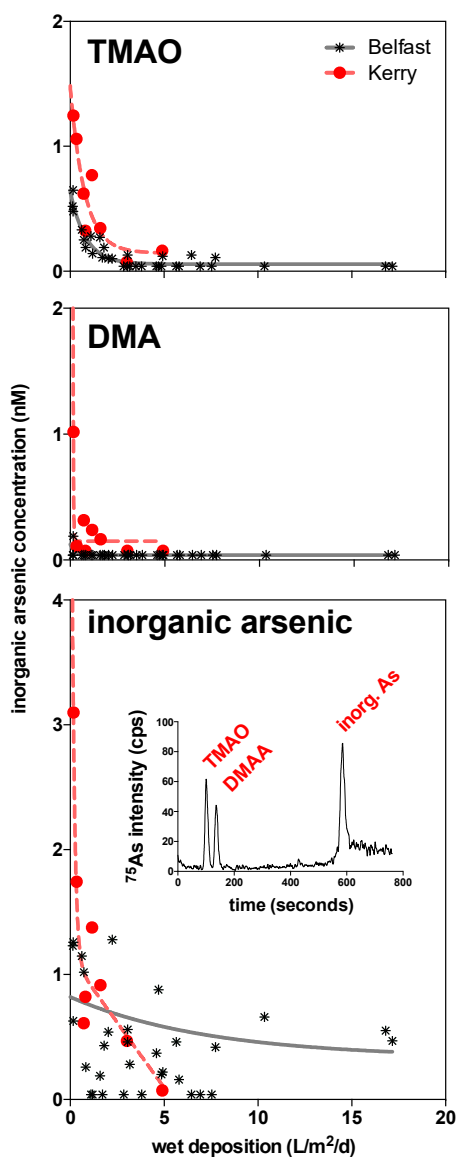 2
TMAO
Belfast
Kerry
1
0
2
DMA
1
0
inorganic arsenic concentration (nM)
4
inorganic arsenic
3
2
1
0
100
80
60
40
20
0
⁷⁵As intensity (cps)
TMAO
DMAA
inorg. As
0 200 400 600 800
time (seconds)
0 5 10 15 20
wet deposition (L/m²/d)